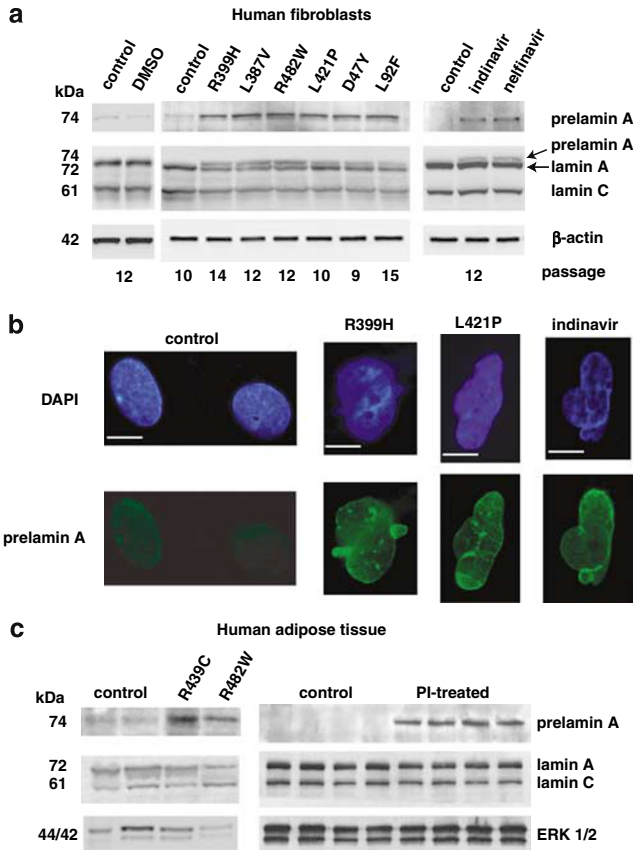 a
Human fibroblasts
kDa
control
DMSO
control
R399H
L387V
R482W
L421P
D47Y
L92F
control
indinavir
nelfinavir
74
prelamin A
74
prelamin A
72
lamin A
61
lamin C
42
β-actin
12
10
14
12
12
10
9
15
12
passage
b
control
R399H
L421P
indinavir
DAPI
prelamin A
c
Human adipose tissue
kDa
control
R439C
R482W
control
PI-treated
74
prelamin A
72
lamin A
61
lamin C
44/42
ERK 1/2